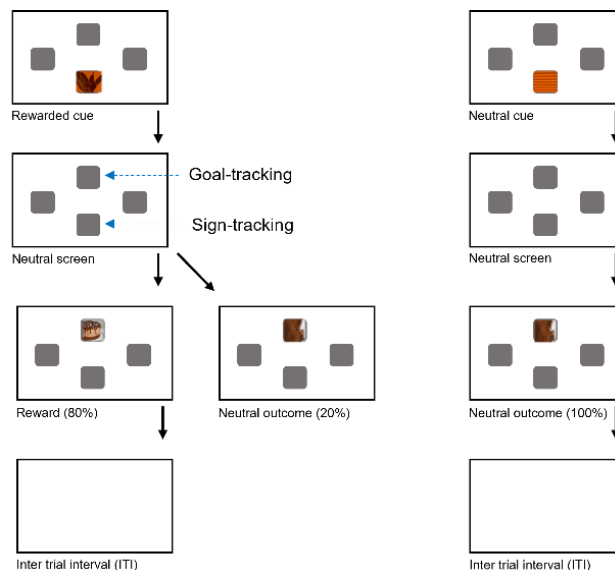 Rewarded cue
Neutral cue
Goal-tracking
Sign-tracking
Neutral screen
Neutral screen
Reward (80%)
Neutral outcome (20%)
Neutral outcome (100%)
Inter trial interval (ITI)
Inter trial interval (ITI)